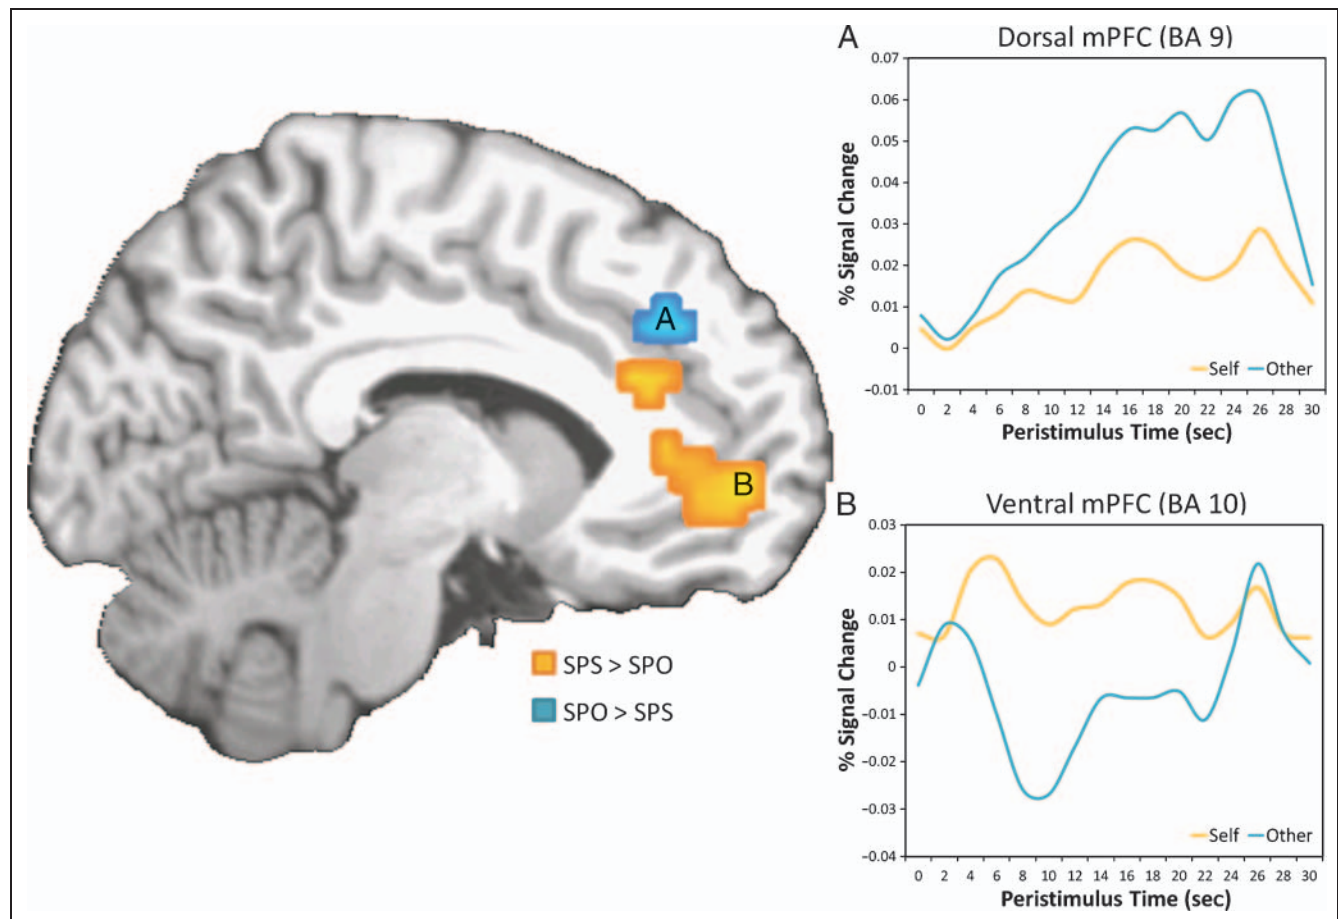 A
B
SPS > SPO
SPO > SPS
A
Dorsal mPFC (BA 9)
% Signal Change
0.07
0.06
0.05
0.04
0.03
0.02
0.01
0
–0.01
Self Other
0 2 4 6 8 10 12 14 16 18 20 22 24 26 28 30
Peristimulus Time (sec)
B
Ventral mPFC (BA 10)
% Signal Change
0.03
0.02
0.01
0
–0.01
–0.02
–0.03
–0.04
Self Other
0 2 4 6 8 10 12 14 16 18 20 22 24 26 28 30
Peristimulus Time (sec)